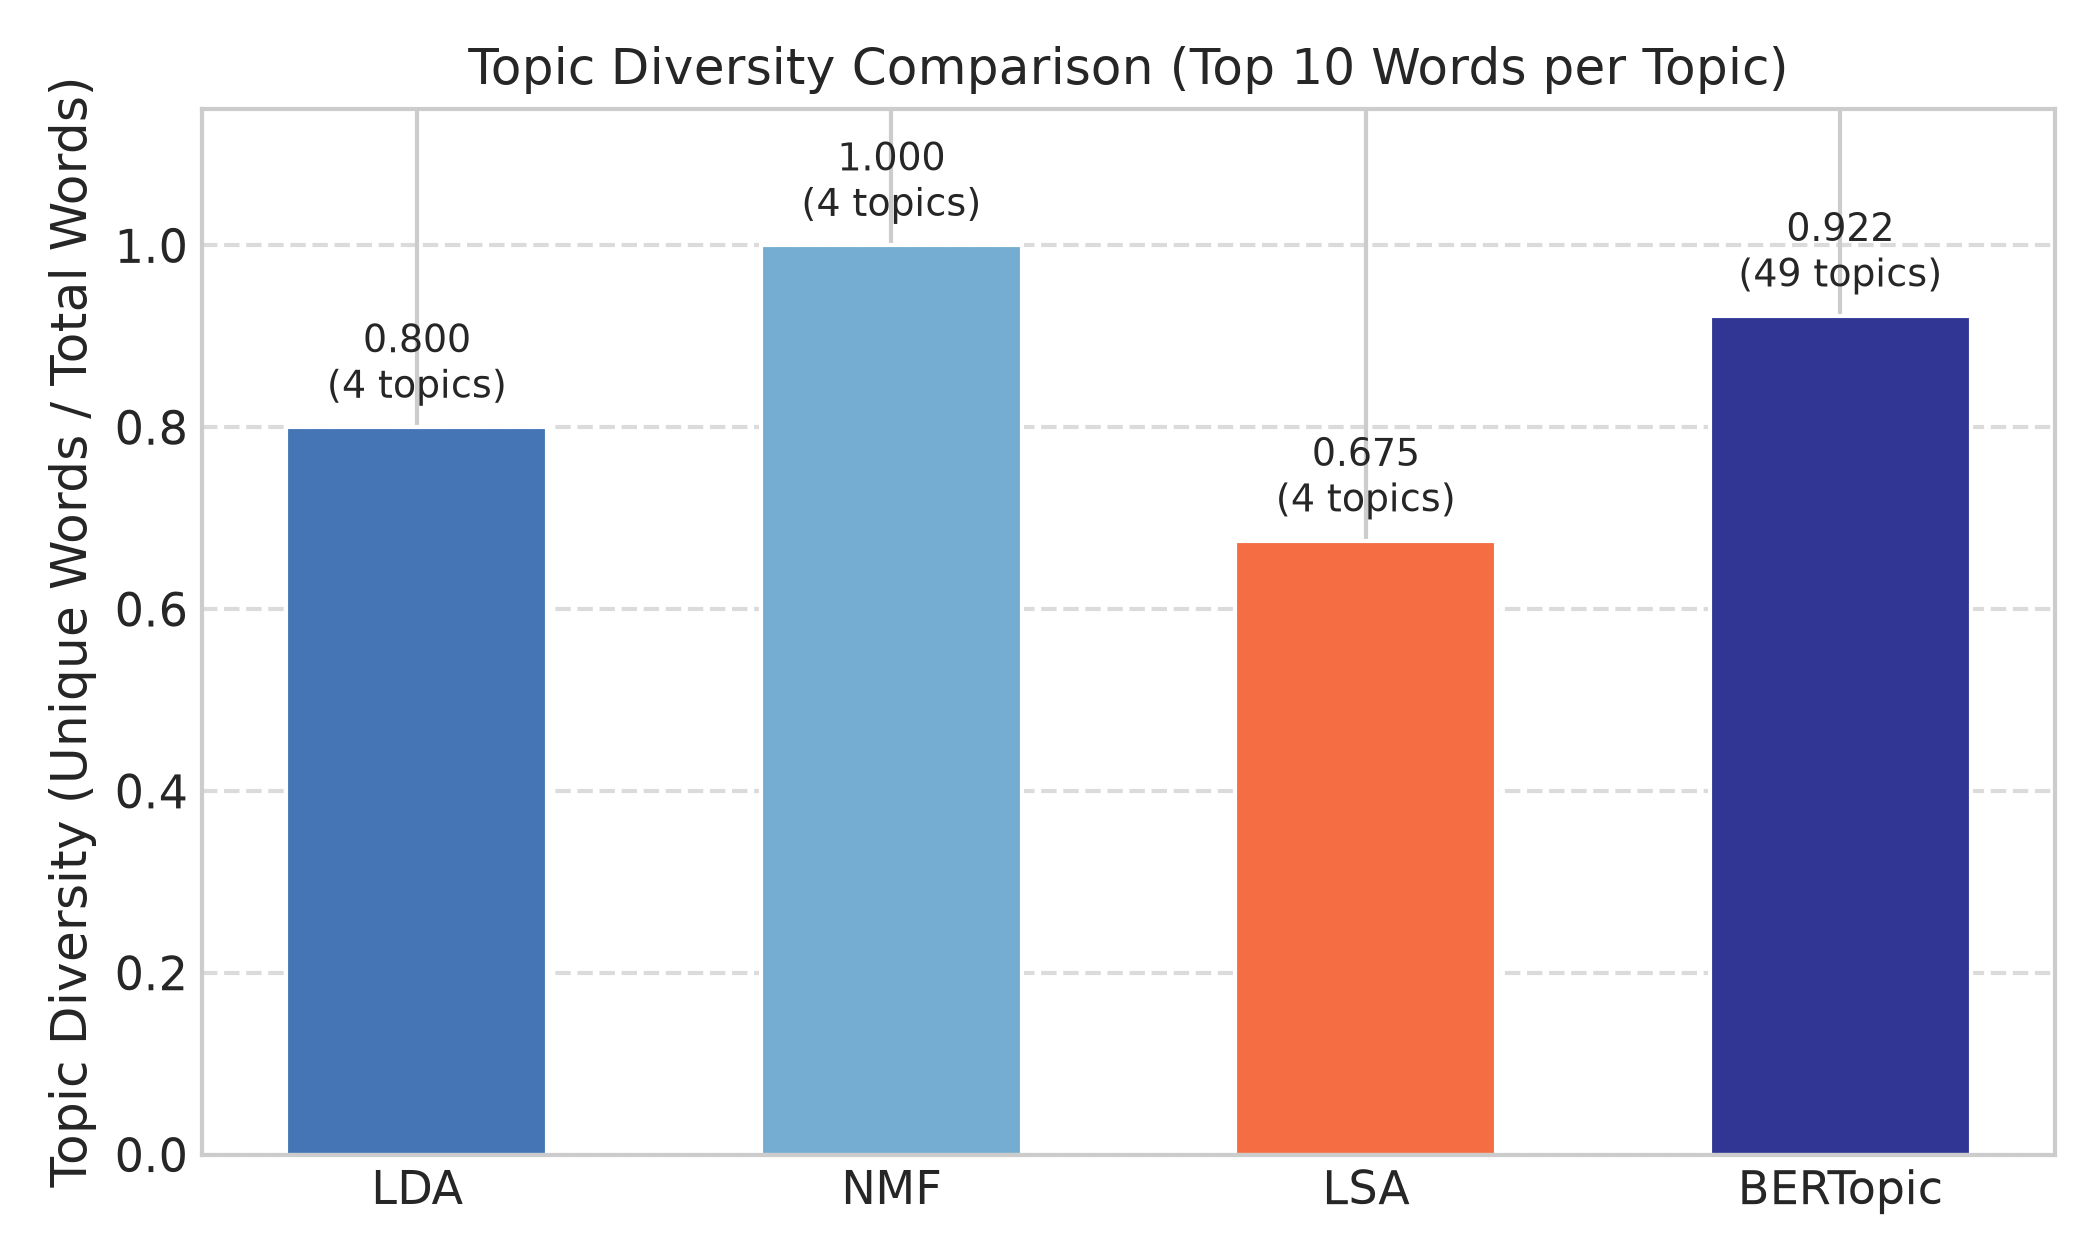 Topic Diversity Comparison (Top 10 Words per Topic)
Topic Diversity (Unique Words / Total Words)
1.0
0.8
0.6
0.4
0.2
0.0
0.800
(4 topics)
1.000
(4 topics)
0.675
(4 topics)
0.922
(49 topics)
LDA
NMF
LSA
BERTopic